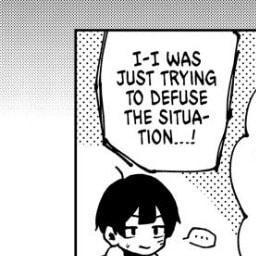 I-I WAS
JUST TRYING
TO DEFUSE
THE SITUA-
TION...!
...